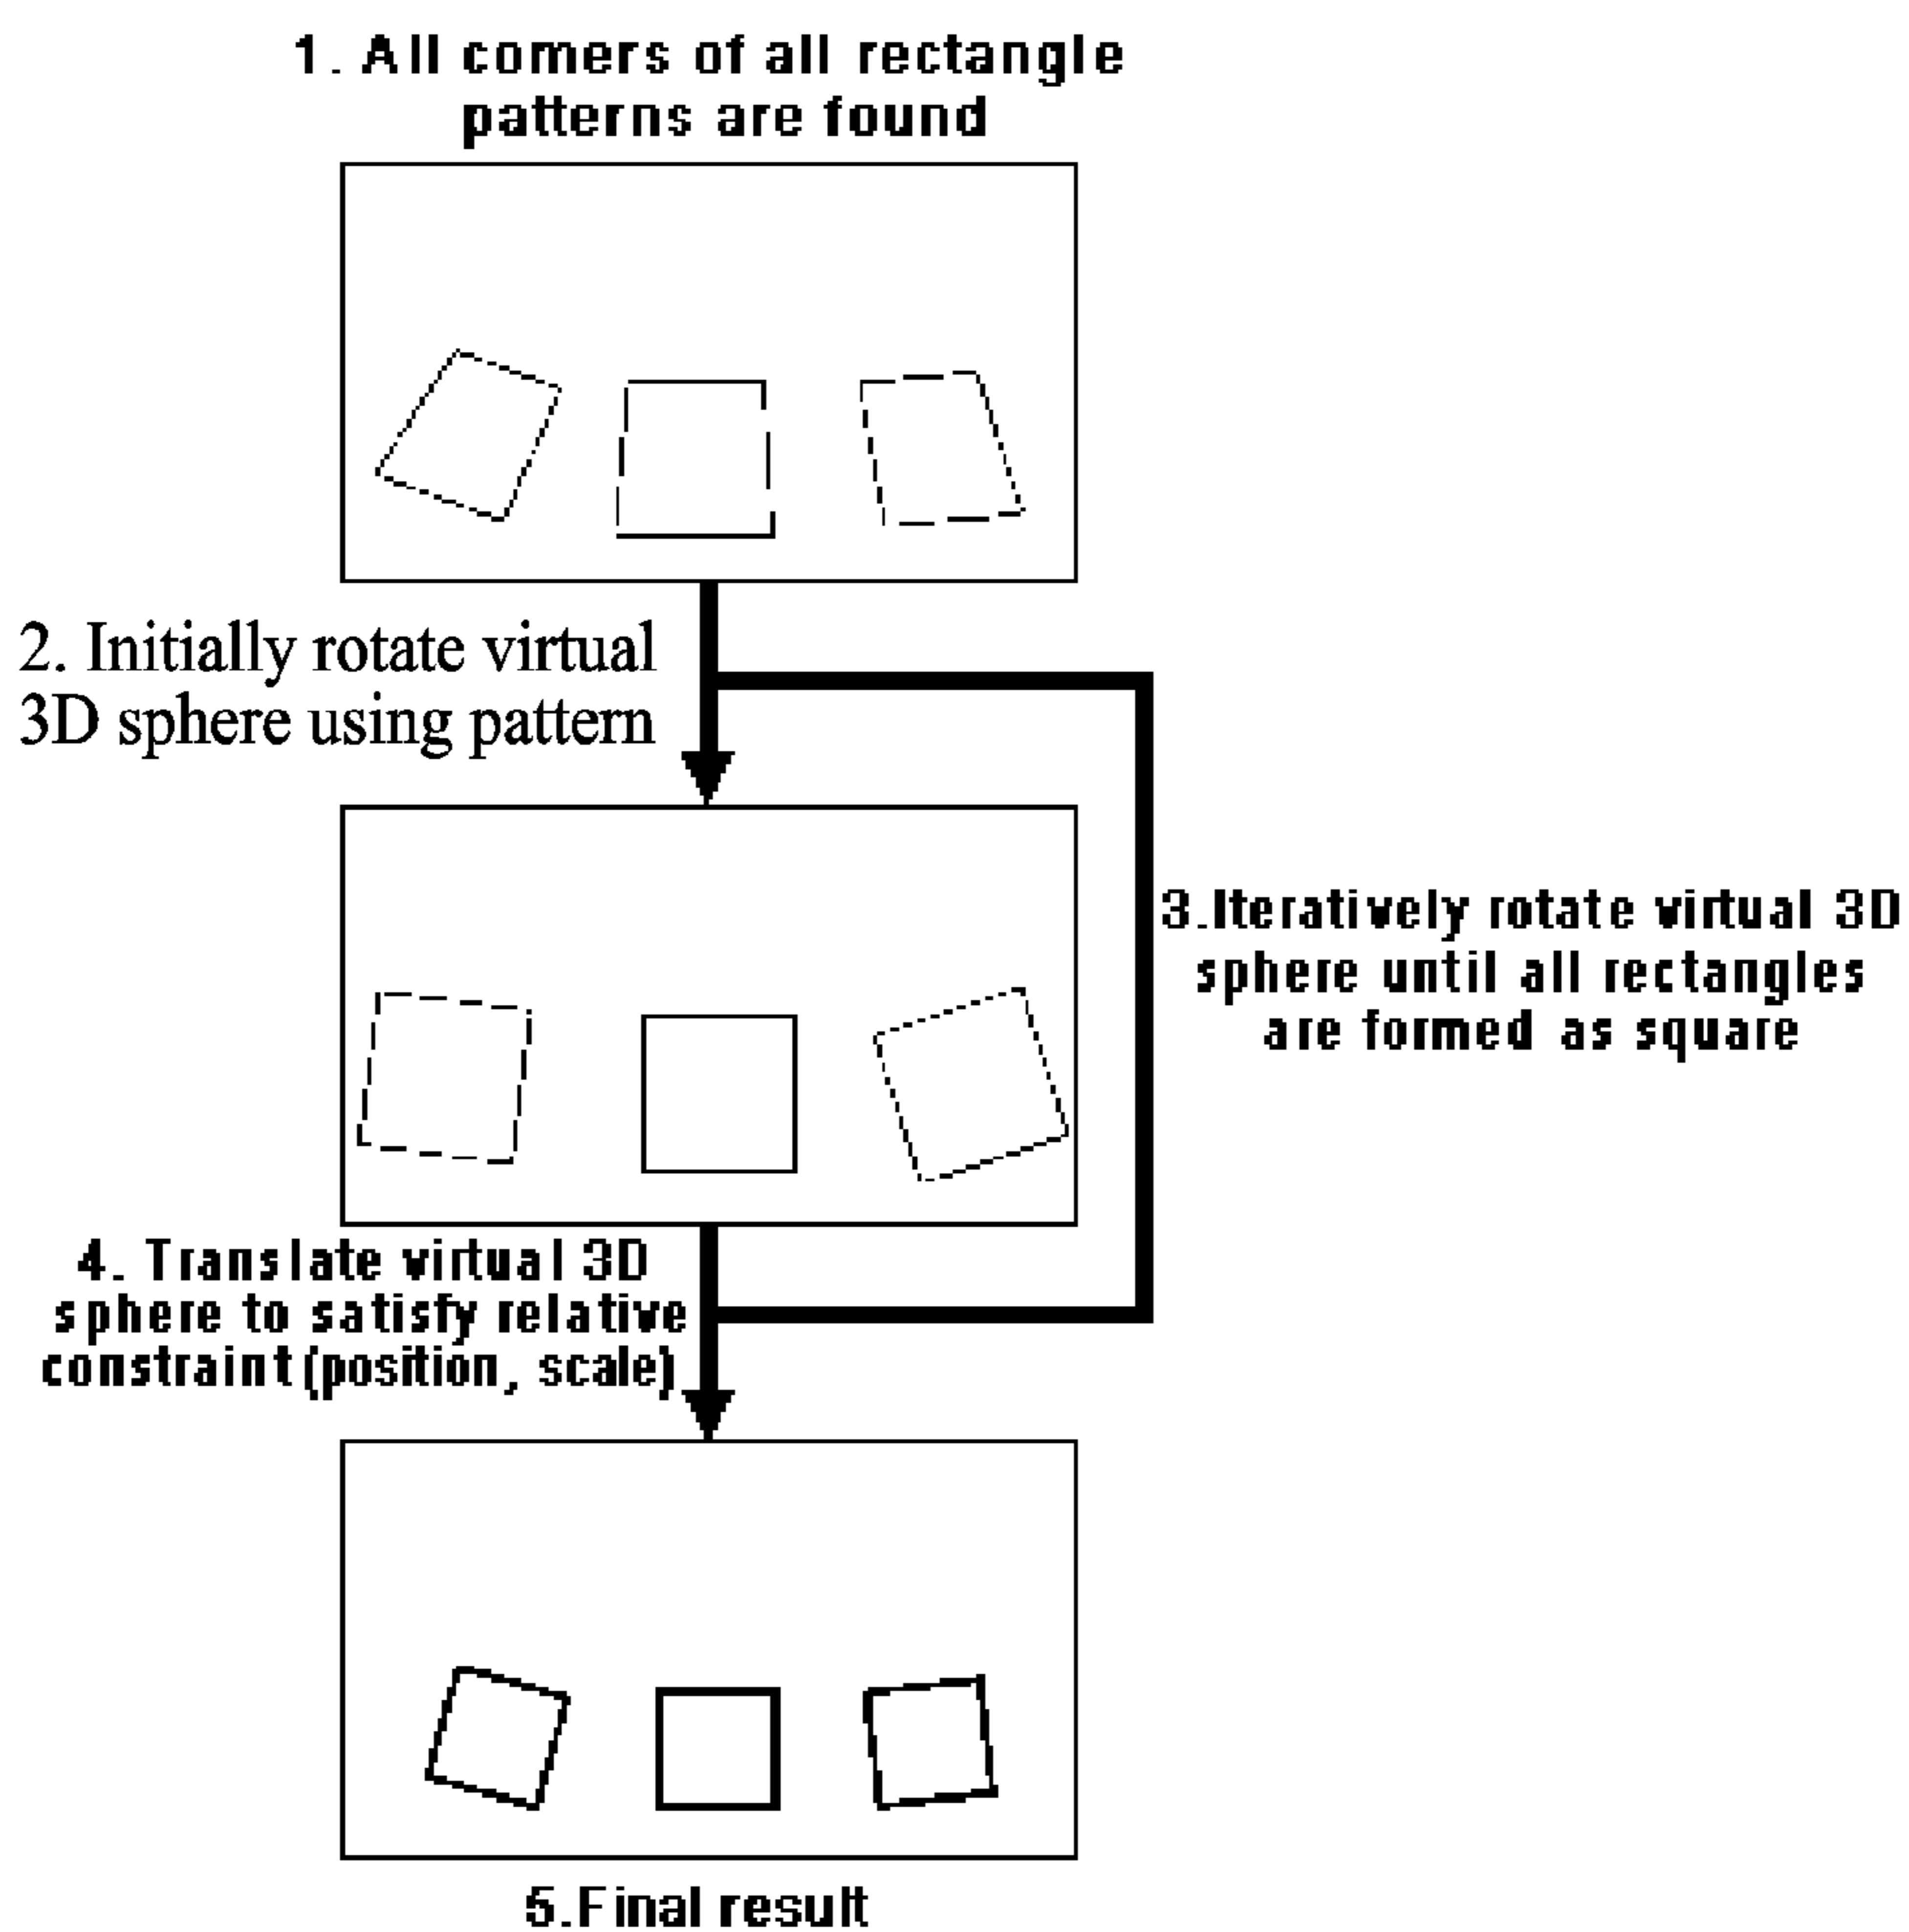 1. All corners of all rectangle
patterns are found
2. Initially rotate virtual
3D sphere using pattern
3.Iteratively rotate virtual 3D
sphere until all rectangles
are formed as square
4. Translate virtual 3D
sphere to satisfy relative
constraint(position, scale)
5.Final result